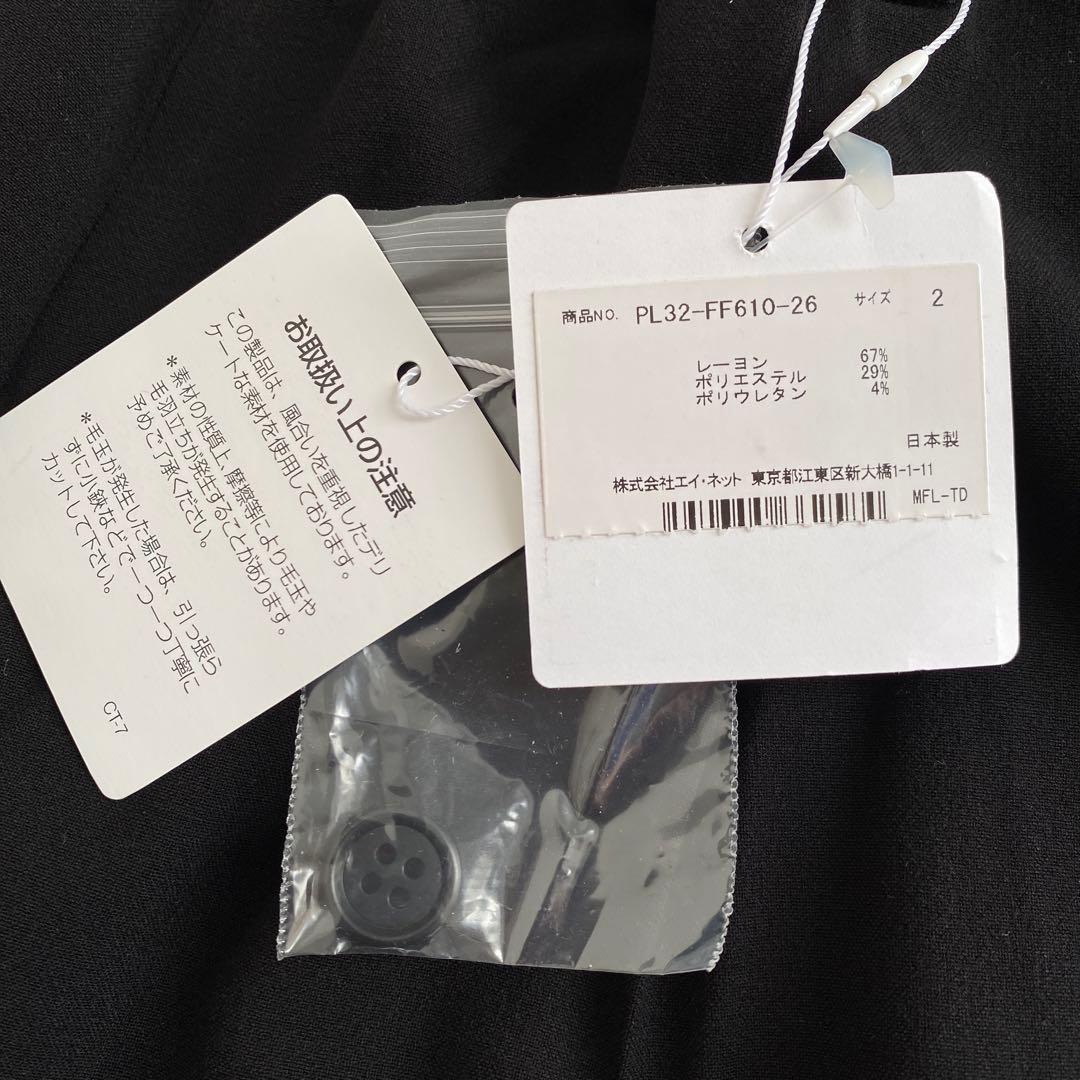 お取扱い上の注意
この製品は、風合いを重視したデリ
ケートな素材を使用しております。
*素材の性質上、摩擦等により毛玉や
毛羽立ちが発生することがあります。
予めご了承ください。
*毛玉が発生した場合は、引っ張ら
ずに小鋏などで一つ一つ丁寧に
カットして下さい。
CT-7
商品NO. PL32-FF610-26 サイズ 2
レーヨン 67%
ポリエステル 29%
ポリウレタン 4%
日本製
株式会社エイ・ネット 東京都江東区新大橋1-1-11
MFL-TD